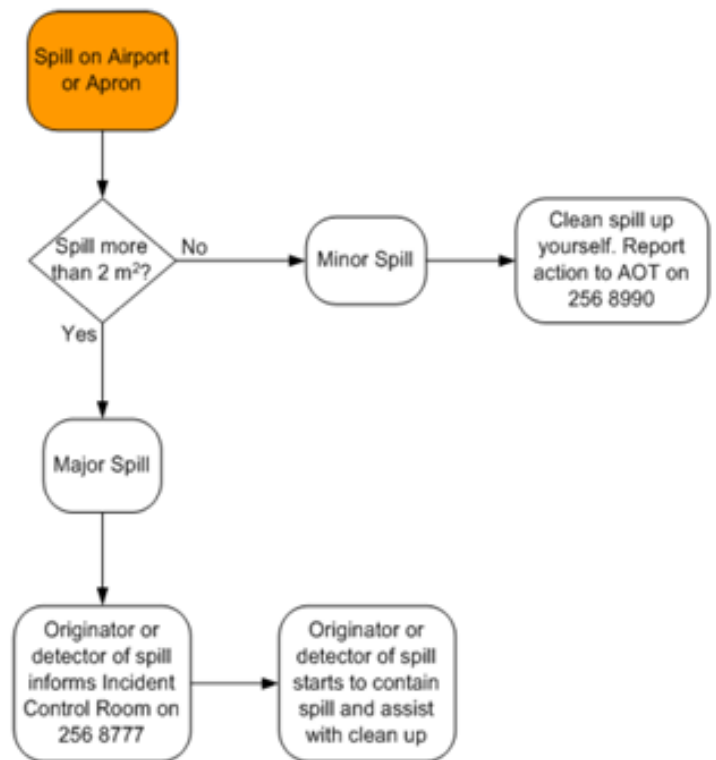 Spill on Airport
or Apron
Spill more
than 2 m²?
No
Minor Spill
Clean spill up
yourself. Report
action to AOT on
256 8990
Yes
Major Spill
Originator or
detector of spill
informs Incident
Control Room on
256 8777
Originator or
detector of spill
starts to contain
spill and assist
with clean up